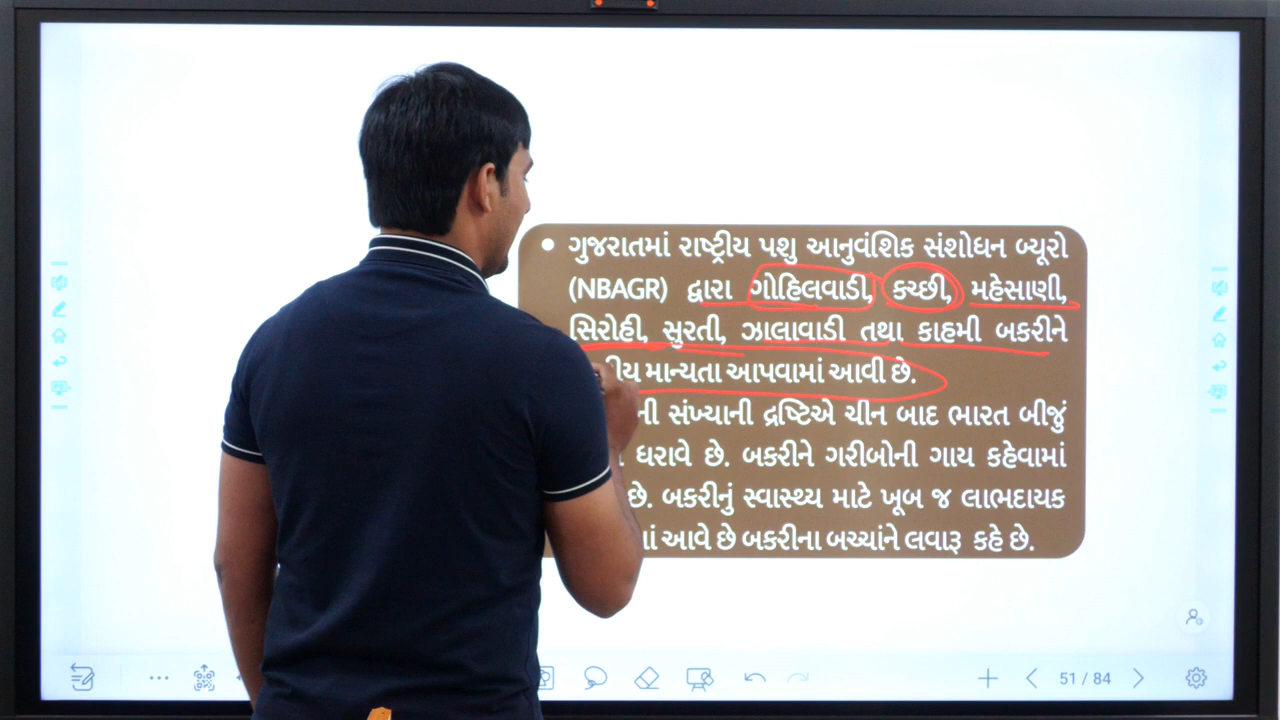 • ગુજરાતમાં રાષ્ટ્રીય પશુ આનુવંશિક સંશોધન બ્યૂરો
(NBAGR) દ્વારા ગોહિલવાડી, કચ્છી, મહેસાણી,
સિરોહી, સુરતી, ઝાલાવાડી તથા કાહમી બકરીને
માન્યતા આપવામાં આવી છે.
ની સંખ્યાની દ્રષ્ટિએ ચીન બાદ ભારત બીજું
ધરાવે છે. બકરીને ગરીબોની ગાય કહેવામાં
છે. બકરીનું સ્વાસ્થ્ય માટે ખૂબ જ લાભદાયક
આવે છે બકરીના બચ્ચાંને લવારૂ કહે છે.
51 / 84